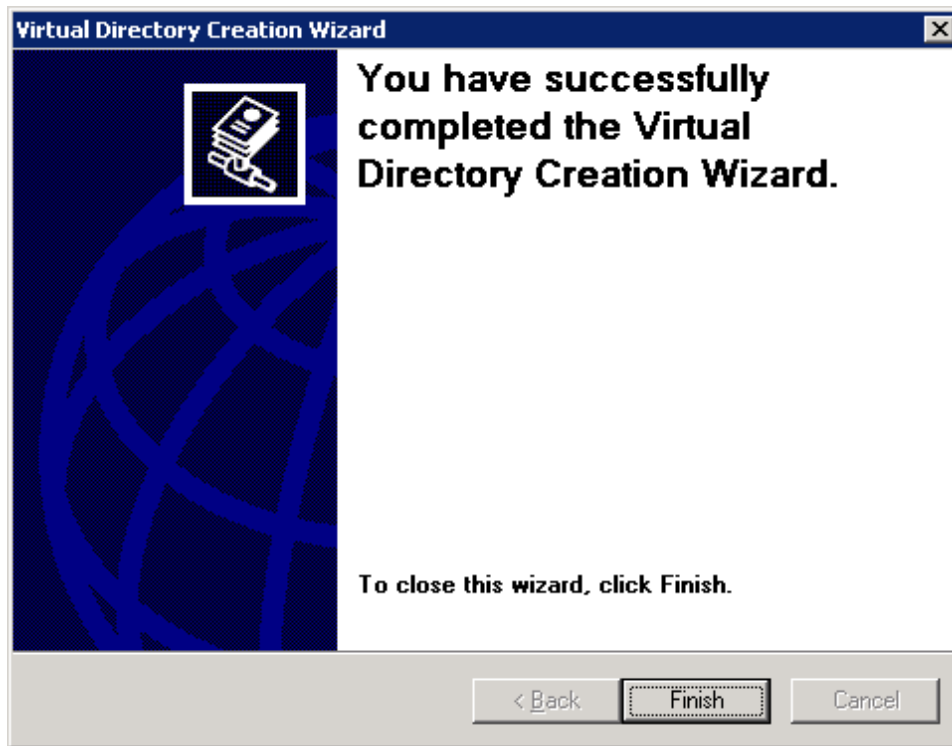 Virtual Directory Creation Wizard
You have successfully
completed the Virtual
Directory Creation Wizard.
To close this wizard, click Finish.
< Back
Finish
Cancel